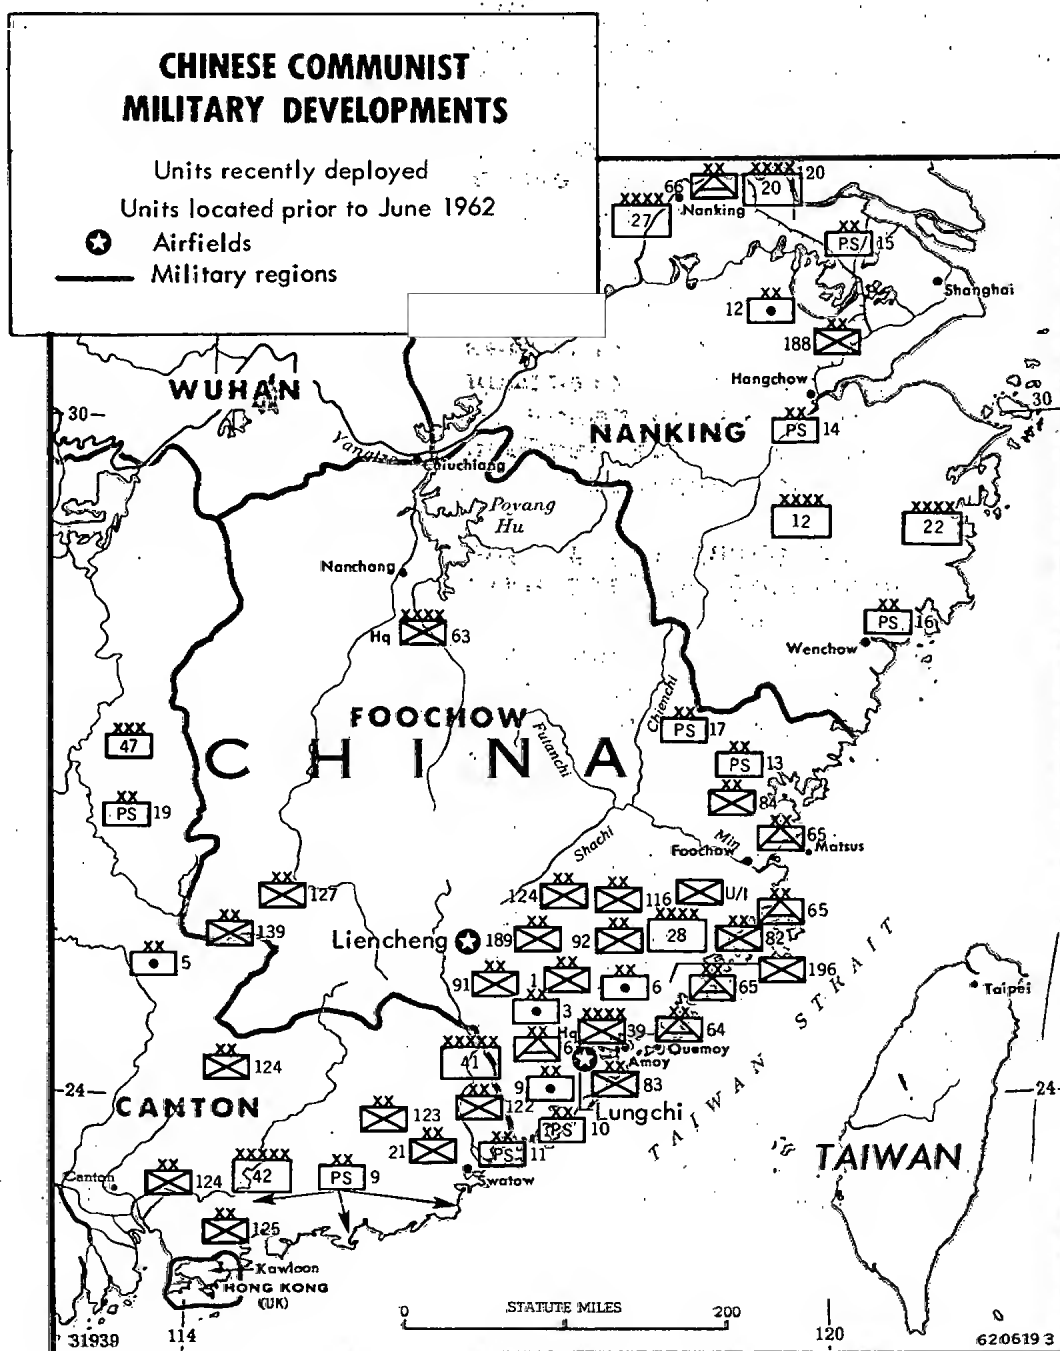 CHINESE COMMUNIST
MILITARY DEVELOPMENTS
Units recently deployed
Units located prior to June 1962
Airfields
Military regions
XX
66
XXXX
20
120
XXXX
27
Nanking
XX
PS/
15
Shanghai
XX
12
XX
188
Hangchow
WUHAN
30
30
XX
PS
14
NANKING
Yangtze
Chiuchiang
Poyang
Hu
XXXX
12
XXXX
22
Nanchang
XXXX
Hq
63
XX
PS
16
Wenchow
Chienchi
FOOCHOW
Futanchi
XX
PS
17
XXX
47
CHINA
XX
PS
13
XX
84
XX
PS
19
XX
65
Matsus
Shachi
Min
Foochow
XX
127
XX
124
XX
116
XX
U/I
XX
65
XX
139
Liencheng
XX
189
XX
92
XXXX
28
XX
82
XX
5
XX
91
XX
1
XX
6
XX
65
XX
196
TAIWAN STRAIT
Taipei
XX
3
Hq
XXXX
39
XX
64
Quemoy
XXXXX
41
XX
6
Amoy
XX
124
XX
9
XX
83
24
24
CANTON
XX
123
XX
122
Lungchi
XX
PS
10
XX
21
XX
PS
11
TAIWAN
Canton
XX
124
XXXXX
42
XX
PS
9
Swatow
XX
125
Kawloon
HONG KONG
(UK)
0
STATUTE MILES
200
31939
114
120
620619 3